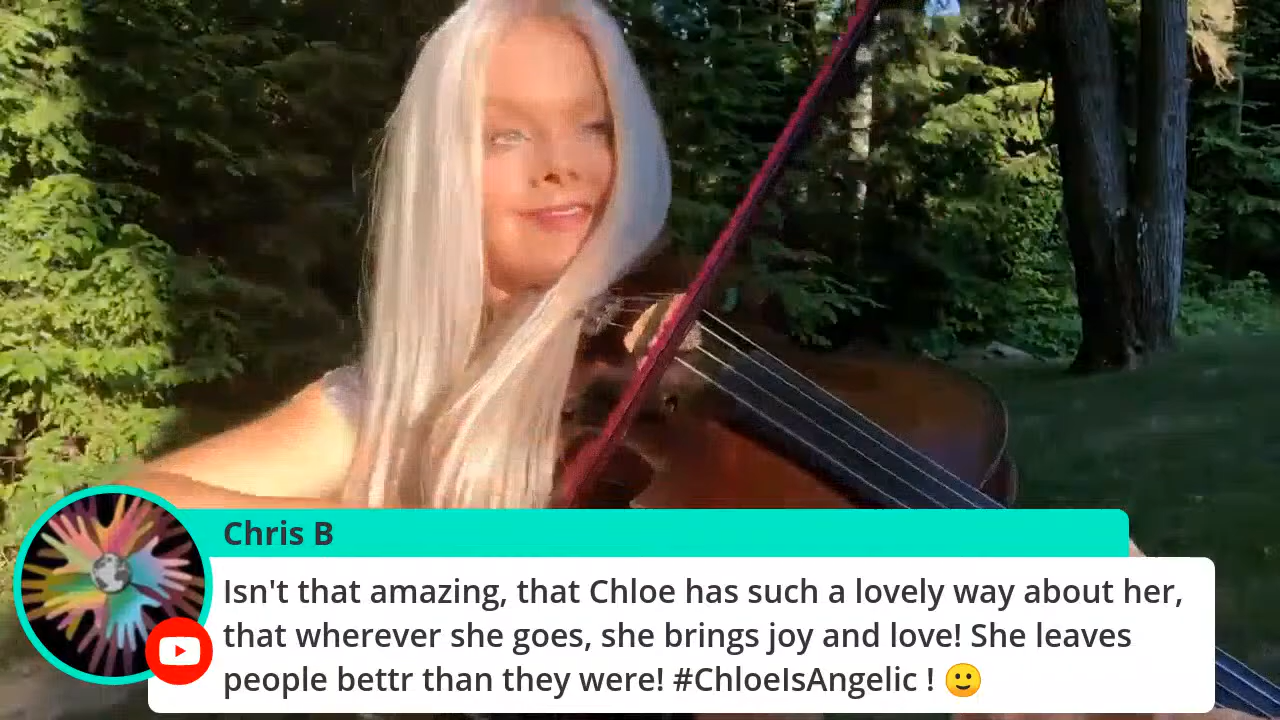 Chris B
Isn't that amazing, that Chloe has such a lovely way about her,
that wherever she goes, she brings joy and love! She leaves
people bettr than they were! #ChloeIsAngelic ! 🙂